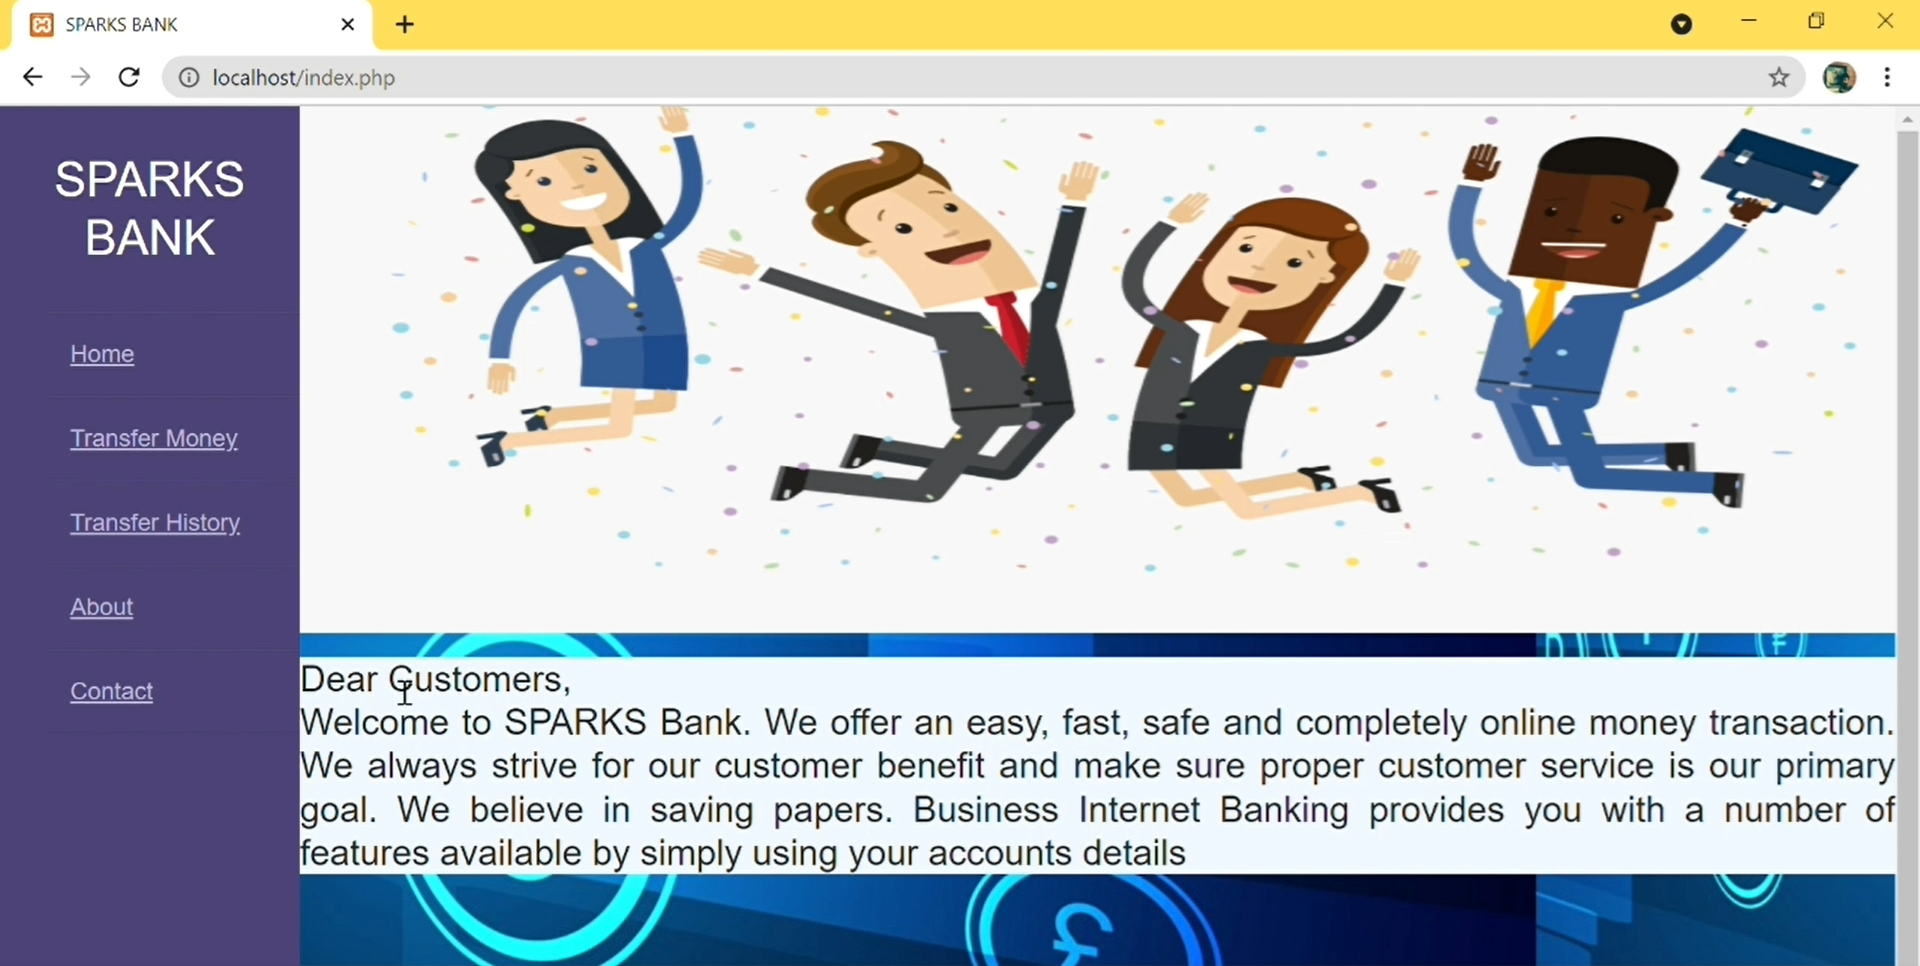 SPARKS BANK
localhost/index.php
SPARKS
BANK
Home
Transfer Money
Transfer History
About
Contact
Dear Customers,
Welcome to SPARKS Bank. We offer an easy, fast, safe and completely online money transaction.
We always strive for our customer benefit and make sure proper customer service is our primary
goal. We believe in saving papers. Business Internet Banking provides you with a number of
features available by simply using your accounts details